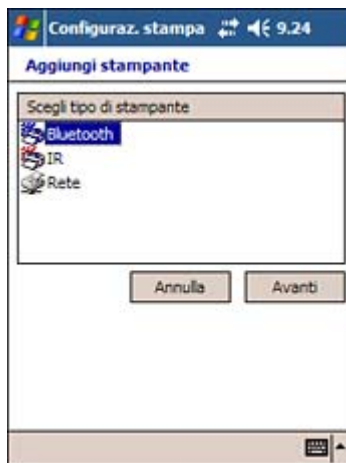 Configuraz. stampa 9.24
Aggiungi stampante
Scegli tipo di stampante
Bluetooth
IR
Rete
Annulla Avanti